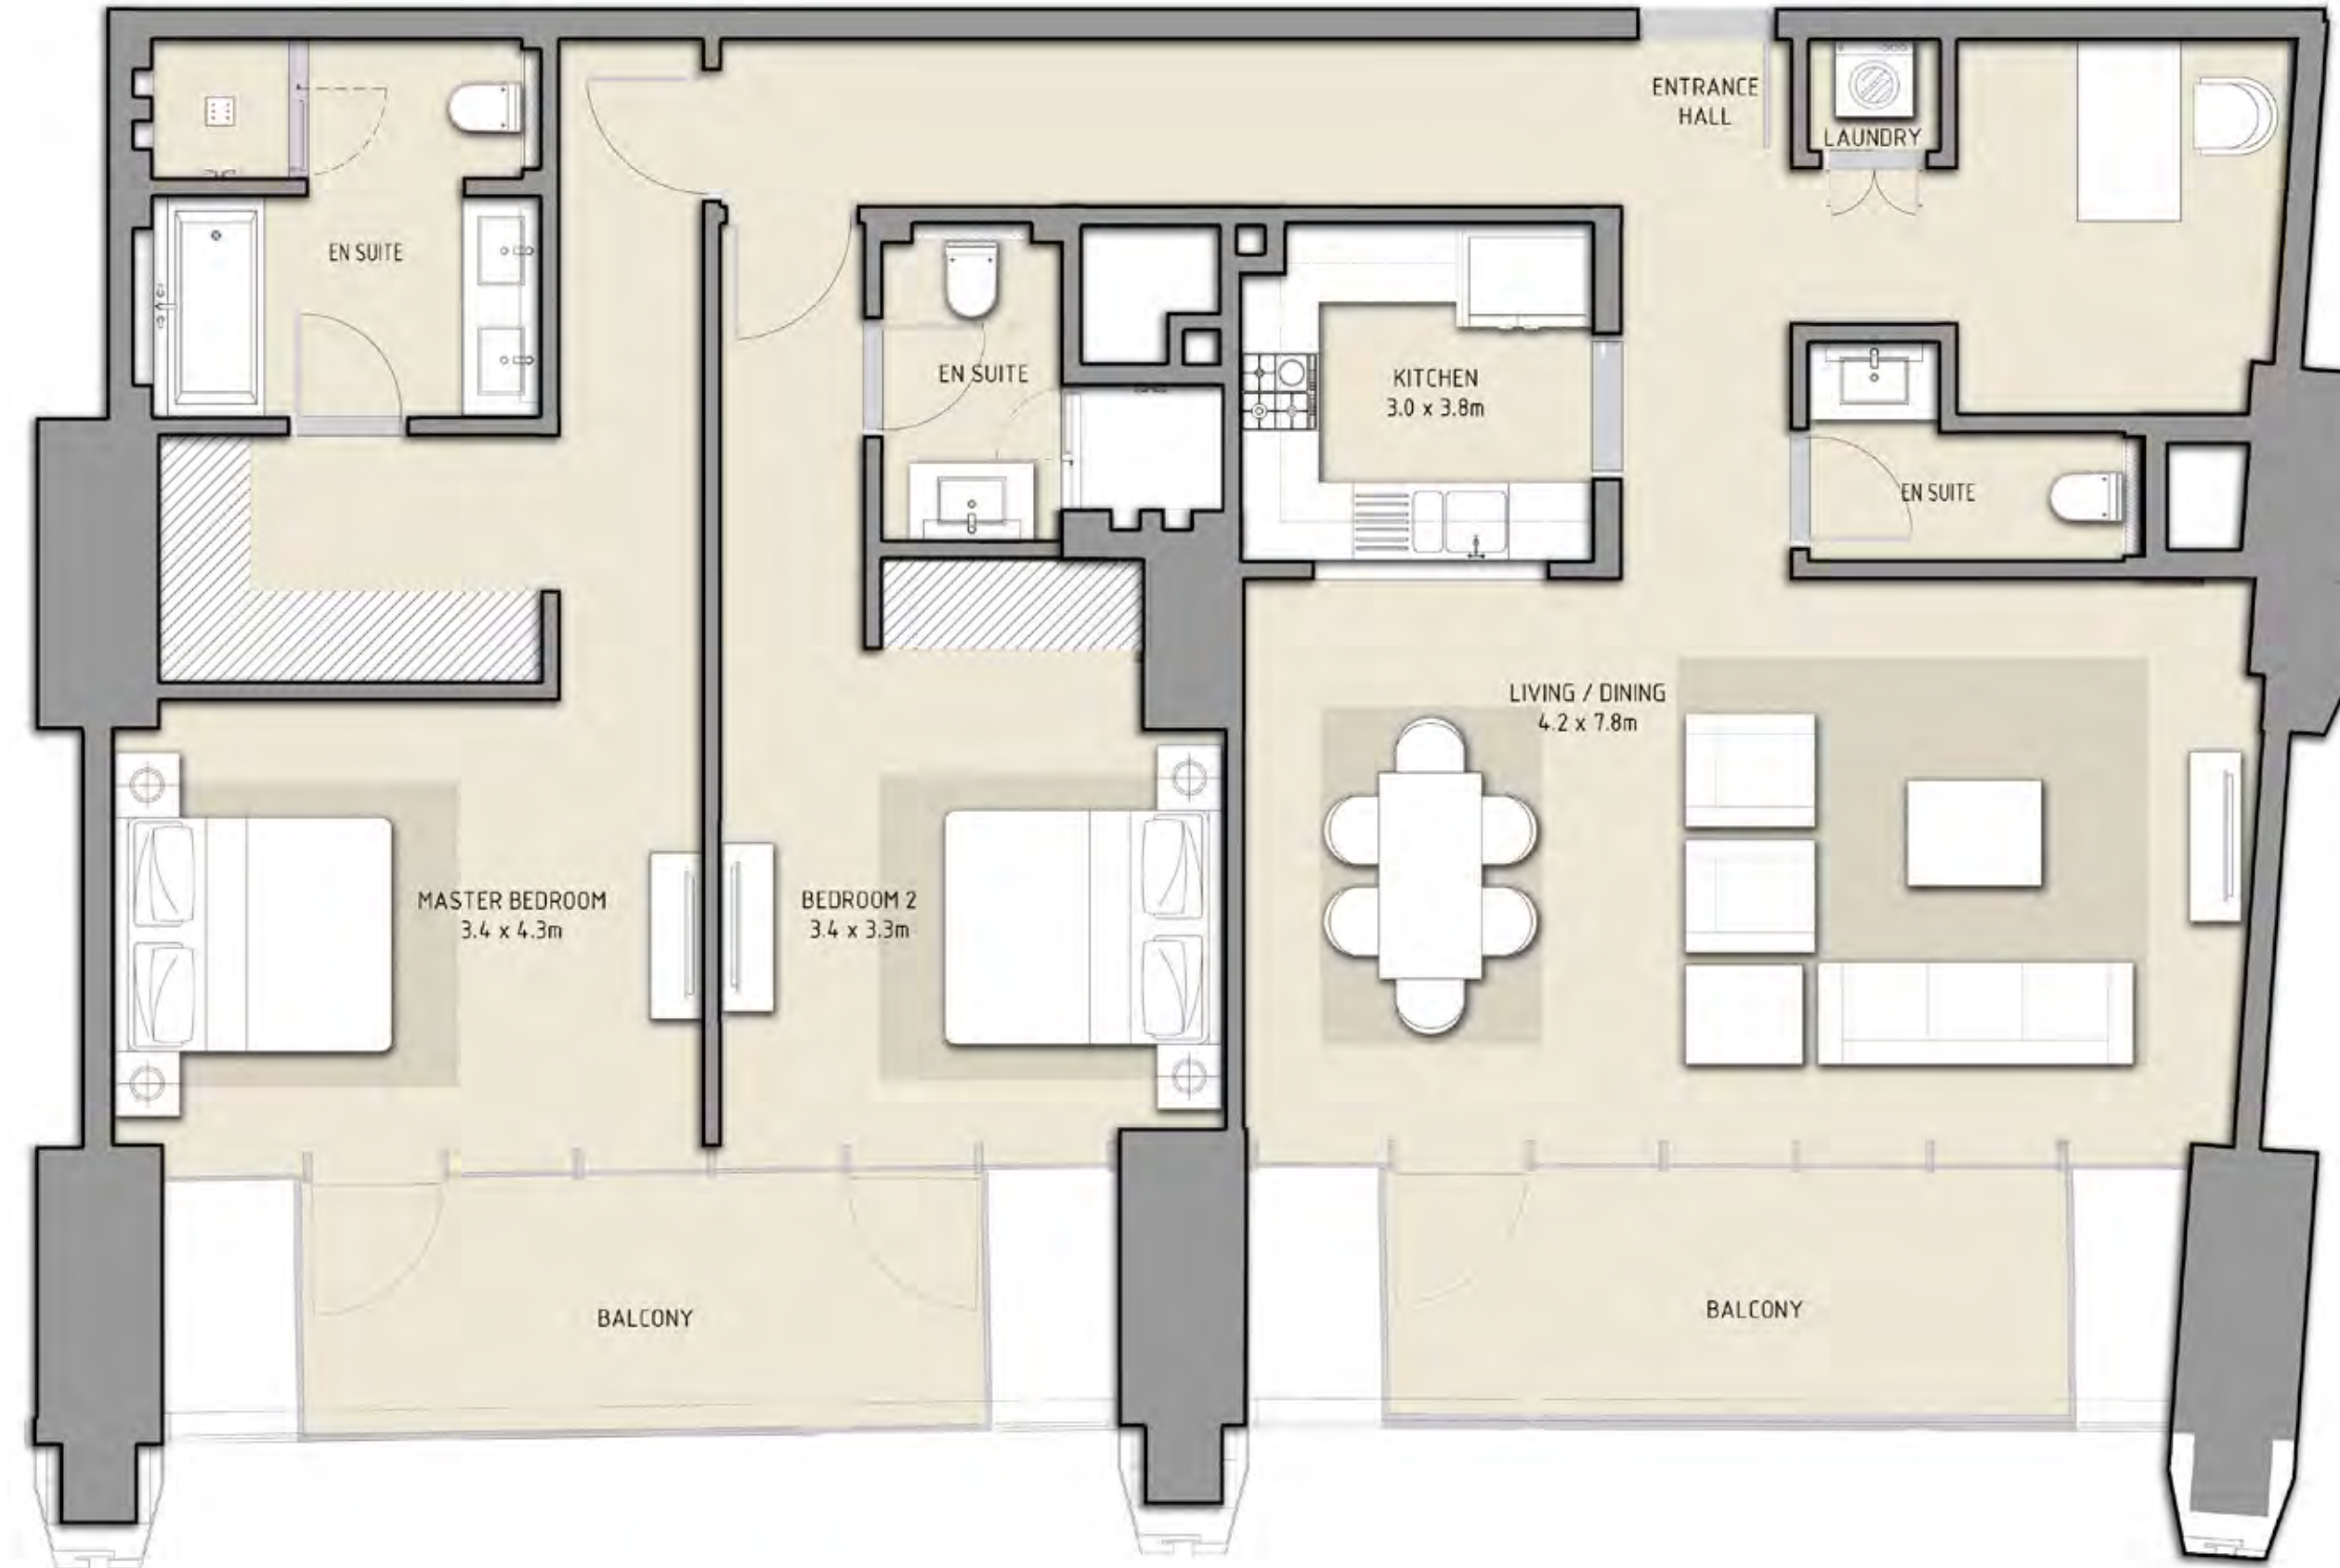 ENTRANCE
HALL
LAUNDRY
EN SUITE
EN SUITE
KITCHEN
3.0 x 3.8m
EN SUITE
LIVING / DINING
4.2 x 7.8m
MASTER BEDROOM
3.4 x 4.3m
BEDROOM 2
3.4 x 3.3m
BALCONY
BALCONY